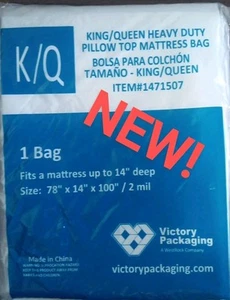 K/Q
KING/QUEEN HEAVY DUTY
PILLOW TOP MATTRESS BAG
BOLSA PARA COLCHÓN
TAMAÑO - KING/QUEEN
ITEM#1471507
NEW!
1 Bag
Fits a mattress up to 14" deep
Size: 78" x 14" x 100" / 2 mil
Made in China
Victory
Packaging
victorypackaging.com